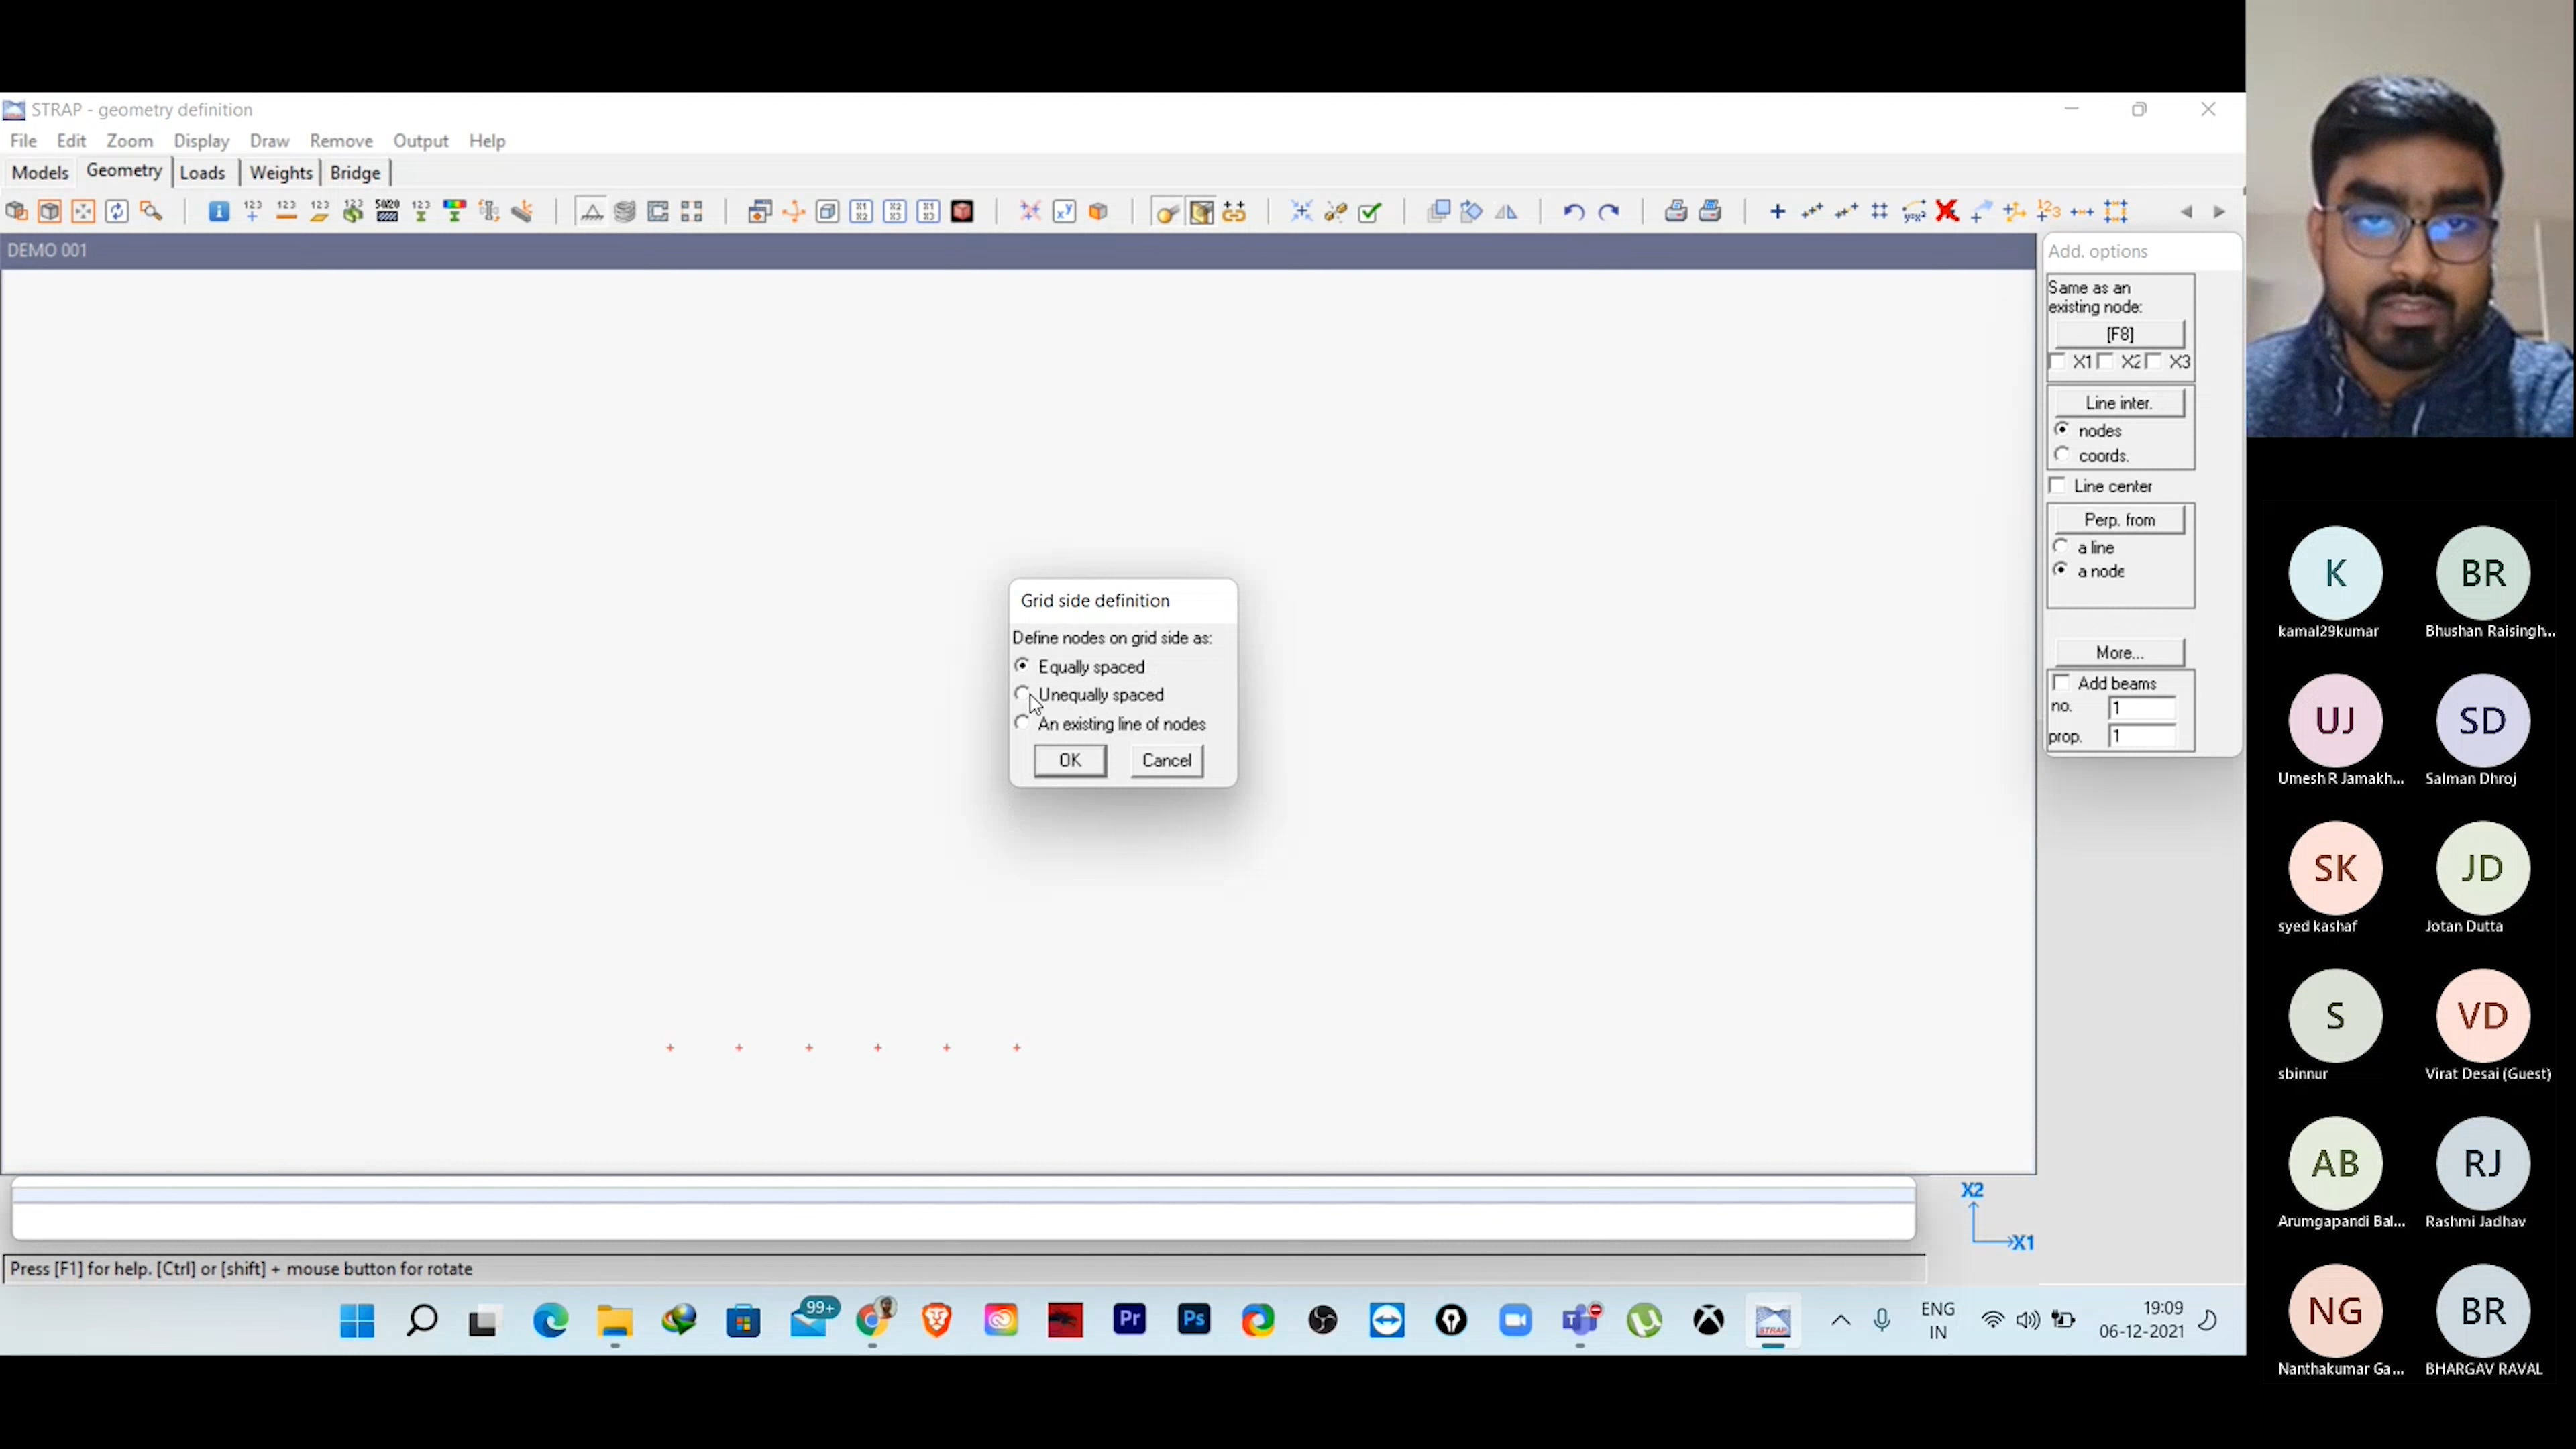 STRAP - geometry definition
File Edit Zoom Display Draw Remove Output Help
Models Geometry Loads Weights Bridge
DEMO 001
Add. options
Same as an
existing node:
[F8]
X1 X2 X3
Line inter.
nodes
coords.
Line center
Perp. from
a line
a node
More...
Add beams
no. 1
prop. 1
Grid side definition
Define nodes on grid side as:
Equally spaced
Unequally spaced
An existing line of nodes
OK Cancel
X2
X1
Press [F1] for help. [Ctrl] or [shift] + mouse button for rotate
99+
Pr
Ps
STRAP
ENG
IN
19:09
06-12-2021
K
kamal29kumar
BR
Bhushan Raisingh...
UJ
Umesh R Jamakh...
SD
Salman Dhroj
SK
syed kashaf
JD
Jotan Dutta
S
sbinnur
VD
Virat Desai (Guest)
AB
Arumgapandi Bal...
RJ
Rashmi Jadhav
NG
Nanthakumar Ga...
BR
BHARGAV RAVAL